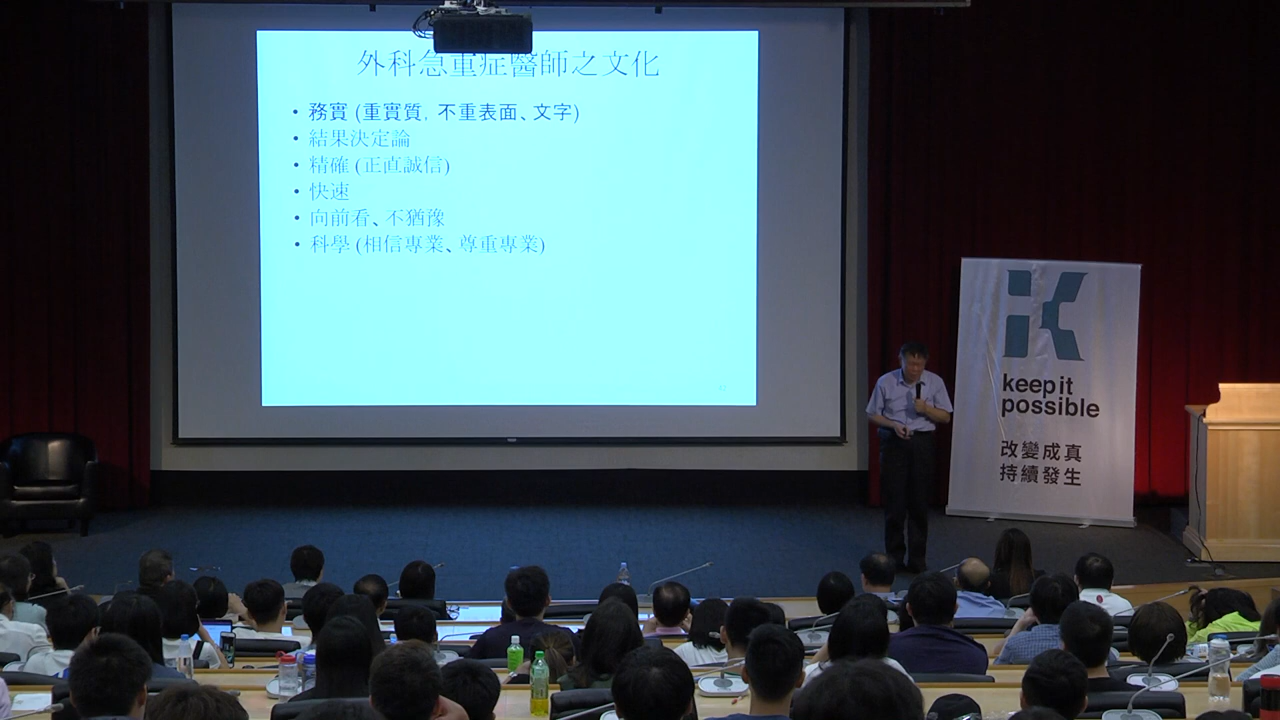 外科急重症醫師之文化
• 務實 (重實質, 不重表面、文字)
• 結果決定論
• 精確 (正直誠信)
• 快速
• 向前看、不猶豫
• 科學 (相信專業、尊重專業)
K
keep it
possible
改變成真
持續發生